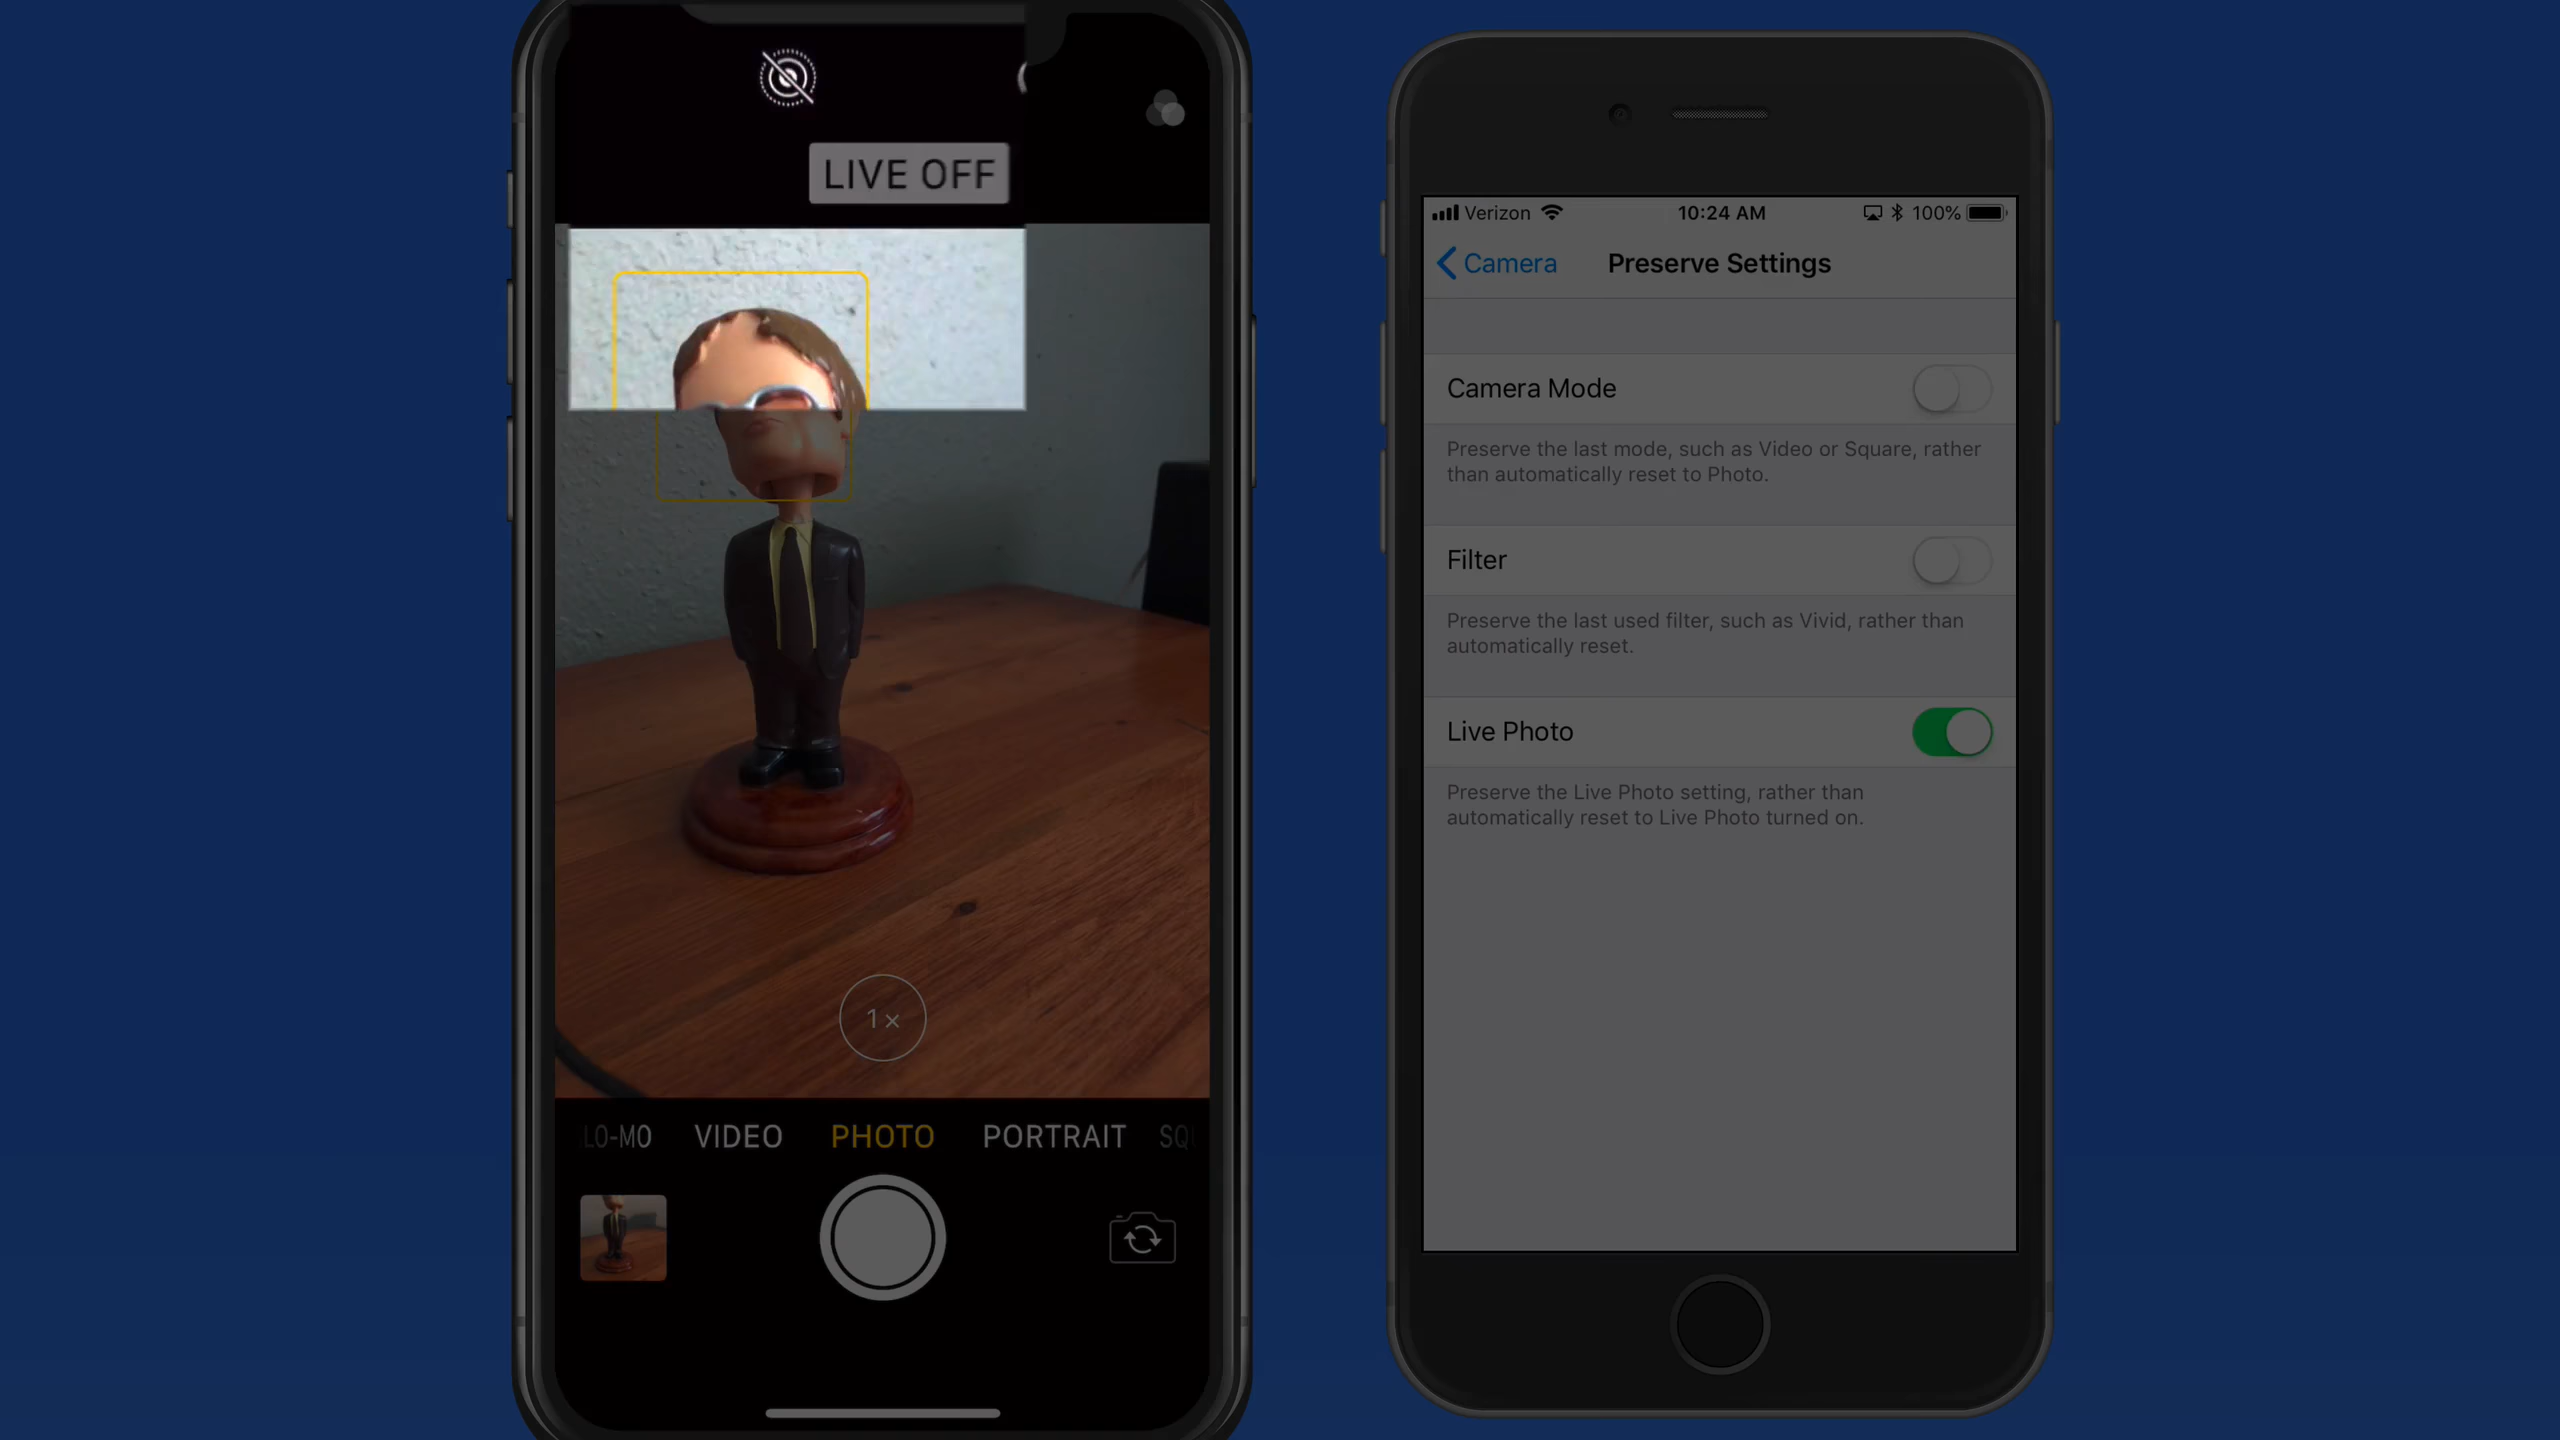 LIVE OFF
1×
LO-MO VIDEO PHOTO PORTRAIT SQU
Verizon 10:24 AM 100%
Camera Preserve Settings
Camera Mode
Preserve the last mode, such as Video or Square, rather
than automatically reset to Photo.
Filter
Preserve the last used filter, such as Vivid, rather than
automatically reset.
Live Photo
Preserve the Live Photo setting, rather than
automatically reset to Live Photo turned on.